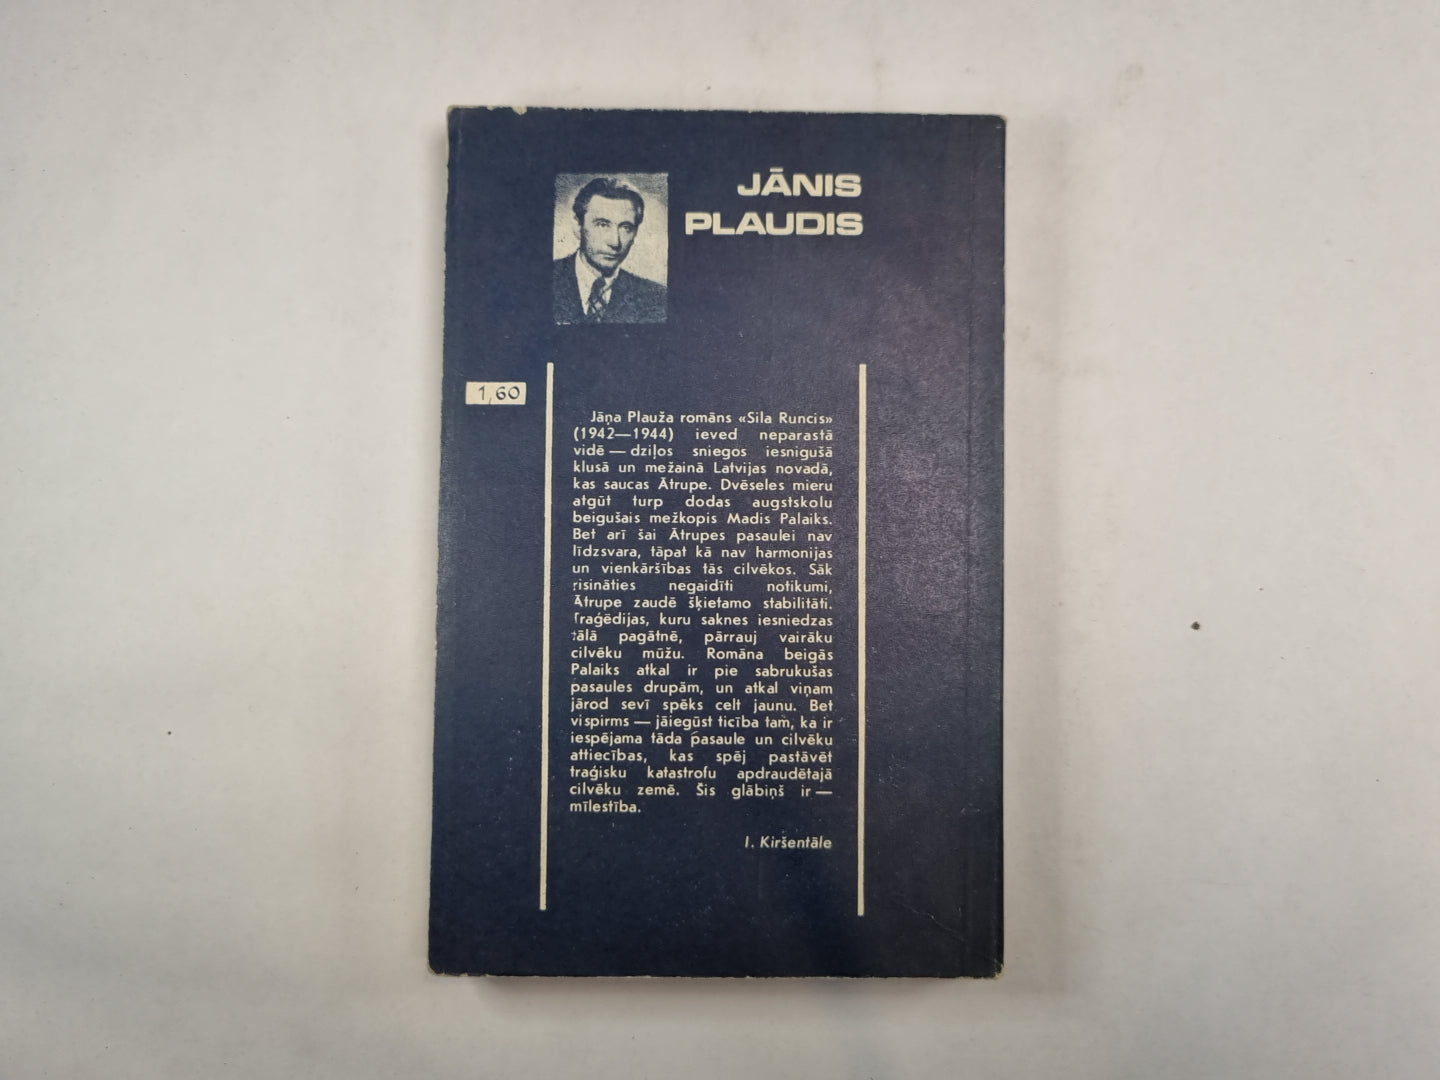 JĀNIS
PLAUDIS
1,60
Jāņa Plauža romāns «Sila Runcis»
(1942—1944) ieved neparastā
vidē — dziļos sniegos iesnigušā
klusā un mežainā Latvijas novadā,
kas saucas Ātrupe. Dvēseles mieru
atgūt turp dodas augstskolu
beigušais mežkopis Madis Palaiks.
Bet arī šai Ātrupes pasaulei nav
līdzsvara, tāpat kā nav harmonijas
un vienkāršības tās cilvēkos. Sāk
risināties negaidīti notikumi,
Ātrupe zaudē šķietamo stabilitāti.
Traģēdijas, kuru saknes iesniedzas
tālā pagātnē, pārrauj vairāku
cilvēku mūžu. Romāna beigās
Palaiks atkal ir pie sabrukušas
pasaules drupām, un atkal viņam
jārod sevī spēks celt jaunu. Bet
vispirms — jāiegūst ticība tam, ka ir
iespējama tāda pasaule un cilvēku
attiecības, kas spēj pastāvēt
traģisku katastrofu apdraudētajā
cilvēku zemē. Šis glābiņš ir —
mīlestība.
I. Kiršentāle